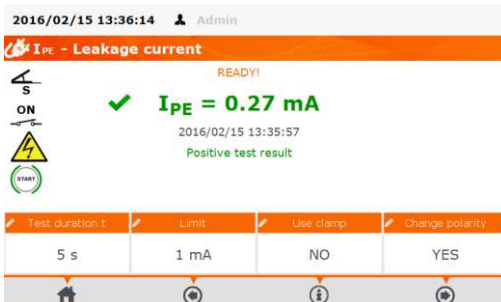 2016/02/15 13:36:14 Admin
IPE - Leakage current
READY!
S
ON
IPE = 0.27 mA
2016/02/15 13:35:57
Positive test result
START
Test duration t Limit Use clamp Change polarity
5 s 1 mA NO YES